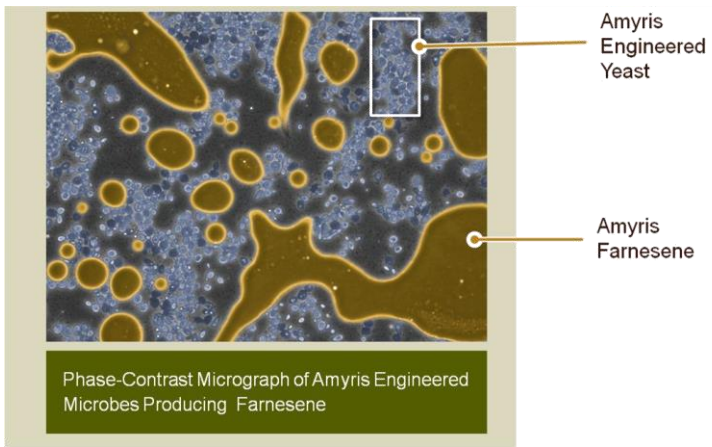 Amyris
Engineered
Yeast
Amyris
Farnesene
Phase-Contrast Micrograph of Amyris Engineered
Microbes Producing Farnesene